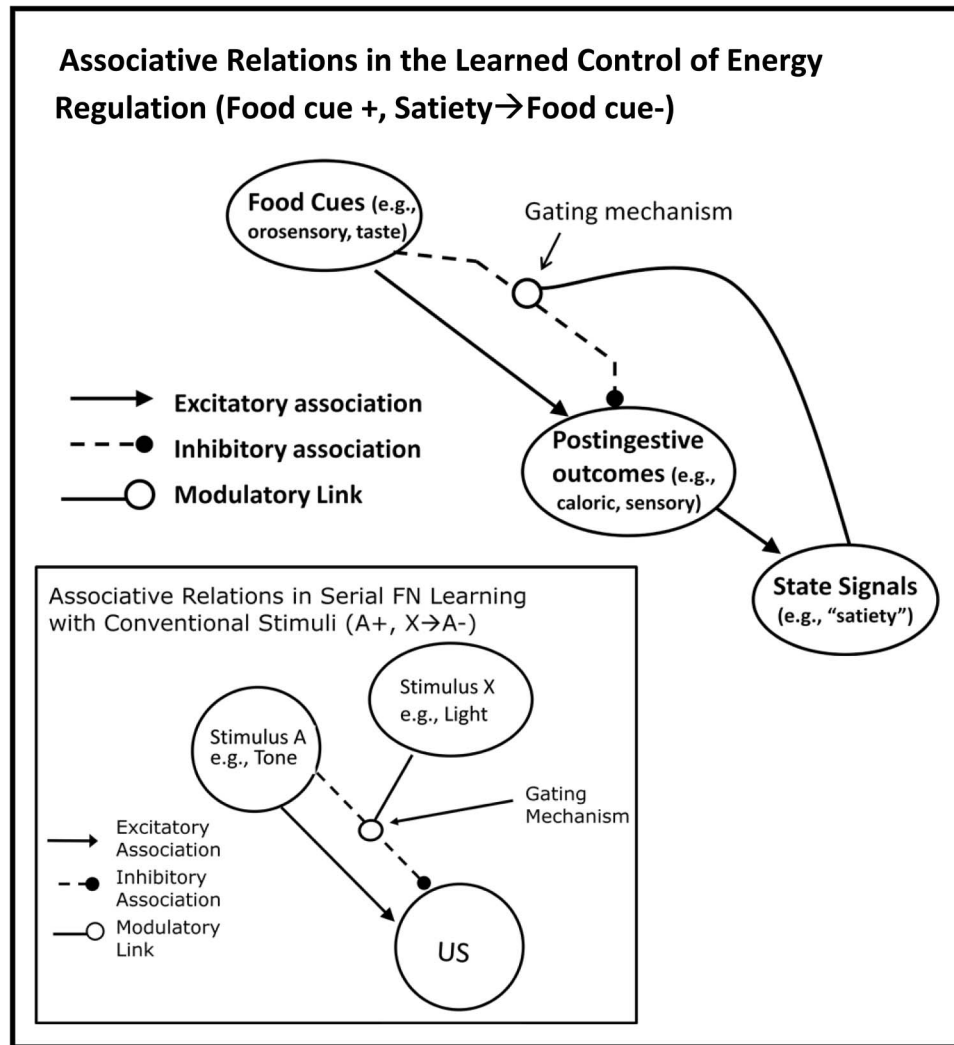 Associative Relations in the Learned Control of Energy
Regulation (Food cue +, Satiety→Food cue-)
Food Cues (e.g.,
orosensory, taste)
Gating mechanism
Excitatory association
Inhibitory association
Modulatory Link
Postingestive
outcomes (e.g.,
caloric, sensory)
State Signals
(e.g., “satiety”)
Associative Relations in Serial FN Learning
with Conventional Stimuli (A+, X→A-)
Stimulus X
e.g., Light
Stimulus A
e.g., Tone
Gating
Mechanism
Excitatory
Association
Inhibitory
Association
Modulatory
Link
US